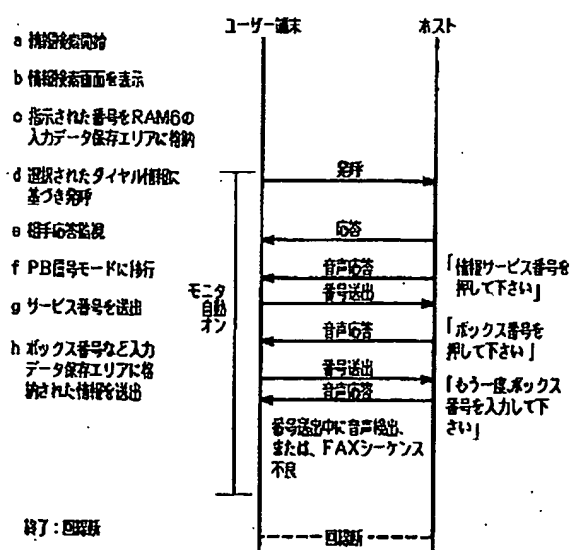 ユーザー端末
ホスト
a 情報検索開始
b 情報検索画面を表示
c 指示された番号をRAM6の
入力データ保存エリアに格納
d 選択されたダイヤル情報に
基づき発呼
e 相手応答監視
f PB信号モードに移行
g サービス番号を送出
h ボックス番号など入力
データ保存エリアに格
納された情報を送出
モニタ
自動
オン
発呼
応答
音声応答
番号送出
音声応答
番号送出
音声応答
「情報サービス番号を
押して下さい」
「ボックス番号を
押して下さい」
「もう一度ボックス
番号を入力して下
さい」
番号送出中に音声検出、
または、FAXシーケンス
不良
終了:回線断
回線断